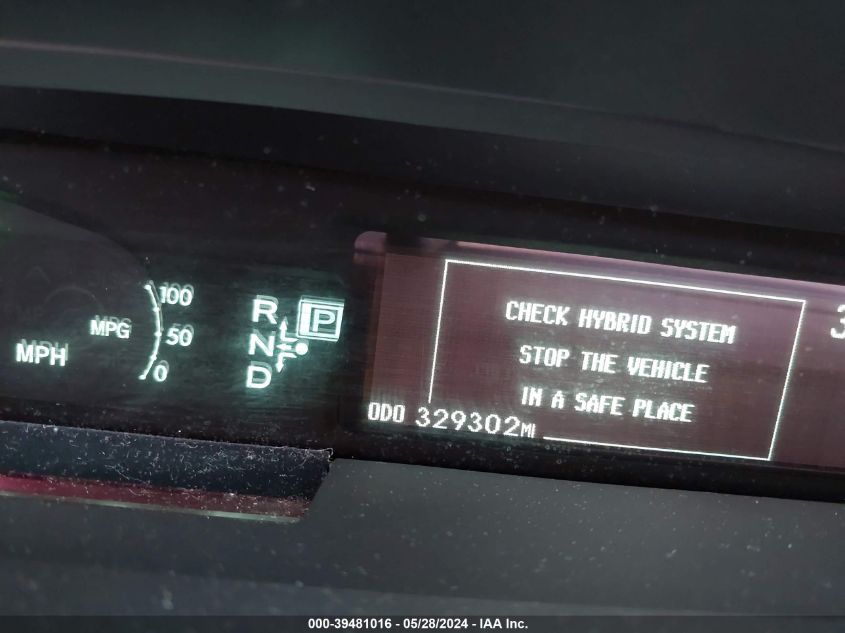 100
MPG
50
MPH
0
R
P
N
D
CHECK HYBRID SYSTEM
STOP THE VEHICLE
IN A SAFE PLACE
ODO 329302MI
3
000-39481016 - 05/28/2024 - IAA Inc.